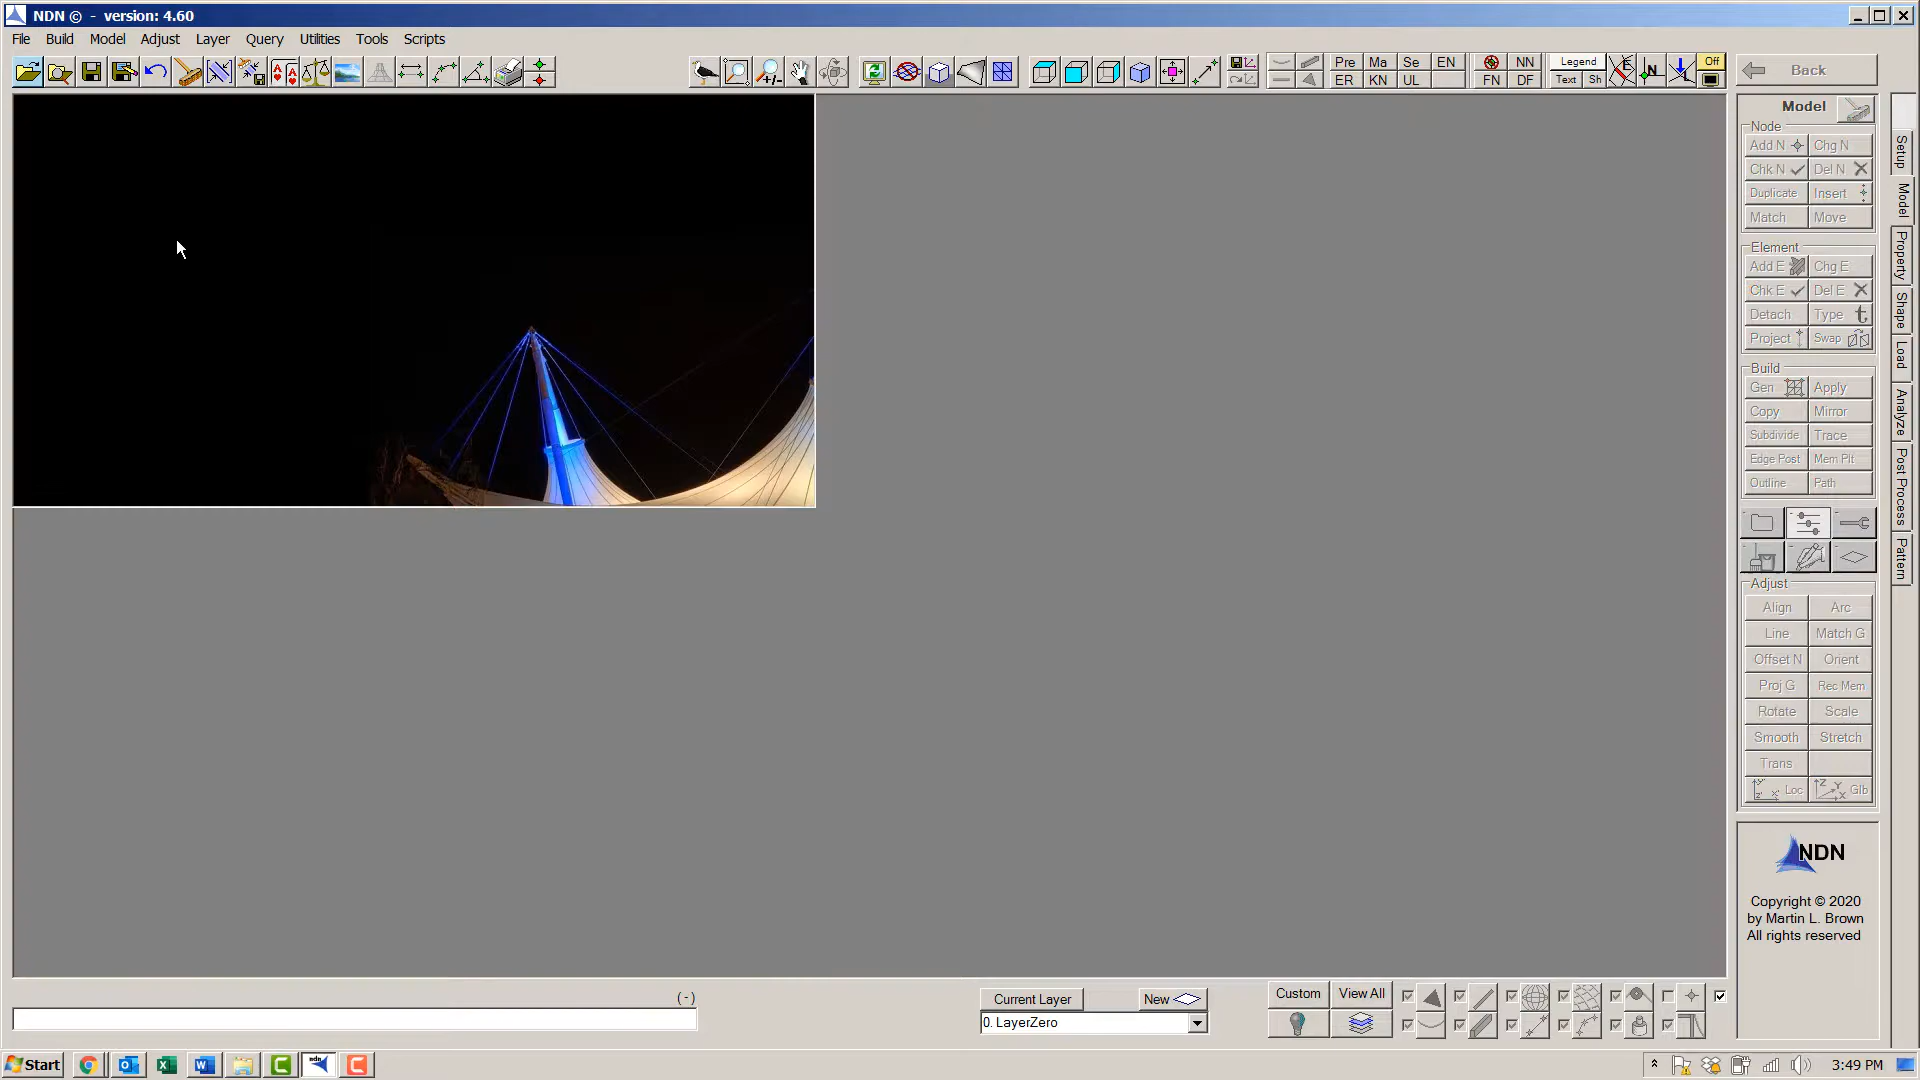 NDN © - version: 4.60
File Build Model Adjust Layer Query Utilities Tools Scripts
Pre Ma Se EN
ER KN UL
NN
FN DF
Legend
Text Sh
Off
Back
Model
Node
Add N Chg N
Chk N Del N
Duplicate Insert
Match Move
Element
Add E Chg E
Chk E Del E
Detach Type
Project Swap
Build
Gen Apply
Copy Mirror
Subdivide Trace
Edge Post Mem Plt
Outline Path
Adjust
Align Arc
Line Match G
Offset N Orient
Proj G Rec Mem
Rotate Scale
Smooth Stretch
Trans
Loc Glb
Setup
Model
Property
Shape
Load
Analyze
Post Process
Pattern
NDN
Copyright © 2020
by Martin L. Brown
All rights reserved
(-)
Current Layer New
0. LayerZero
Custom View All
Start
3:49 PM